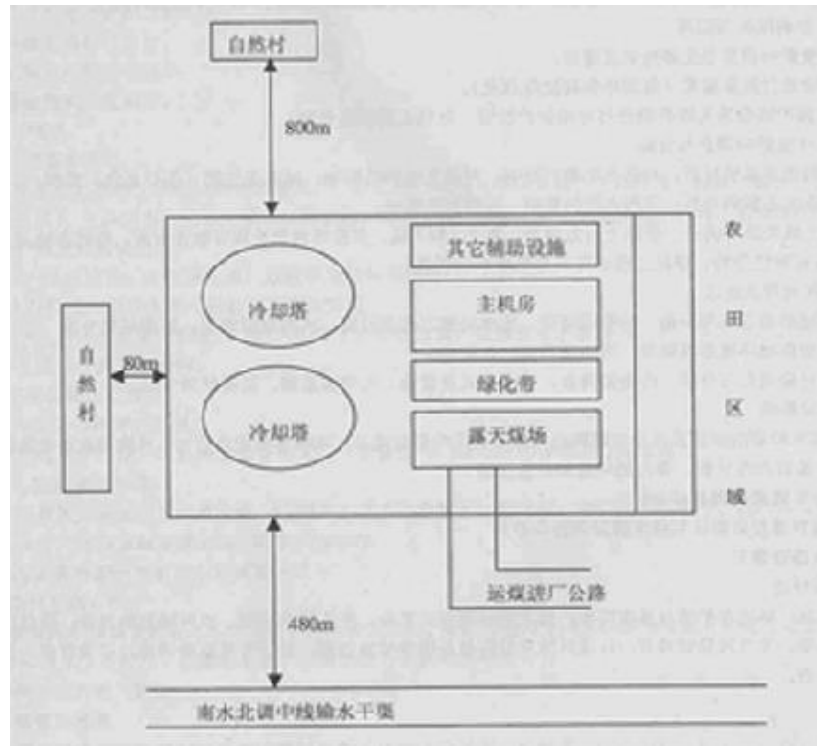 自然村
800m
其它辅助设施
主机房
绿化带
露天煤场
冷却塔
冷却塔
自然村
80m
农田区域
运煤进厂公路
480m
南水北调中线输水干渠